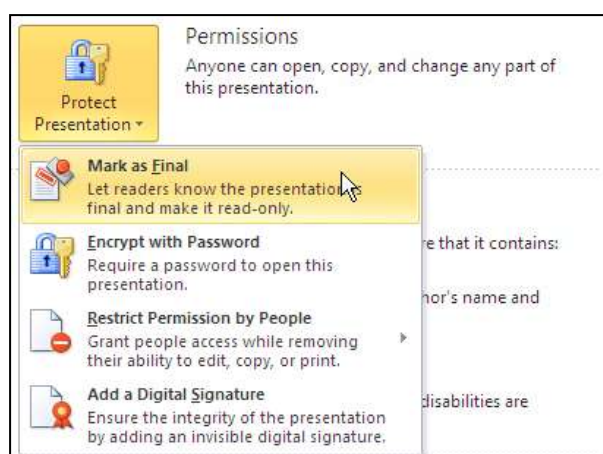 Permissions
Anyone can open, copy, and change any part of
this presentation.
Protect
Presentation
Mark as Final
Let readers know the presentation is
final and make it read-only.
Encrypt with Password
Require a password to open this
presentation.
re that it contains:
Restrict Permission by People
Grant people access while removing
their ability to edit, copy, or print.
hor's name and
Add a Digital Signature
Ensure the integrity of the presentation
by adding an invisible digital signature.
disabilities are